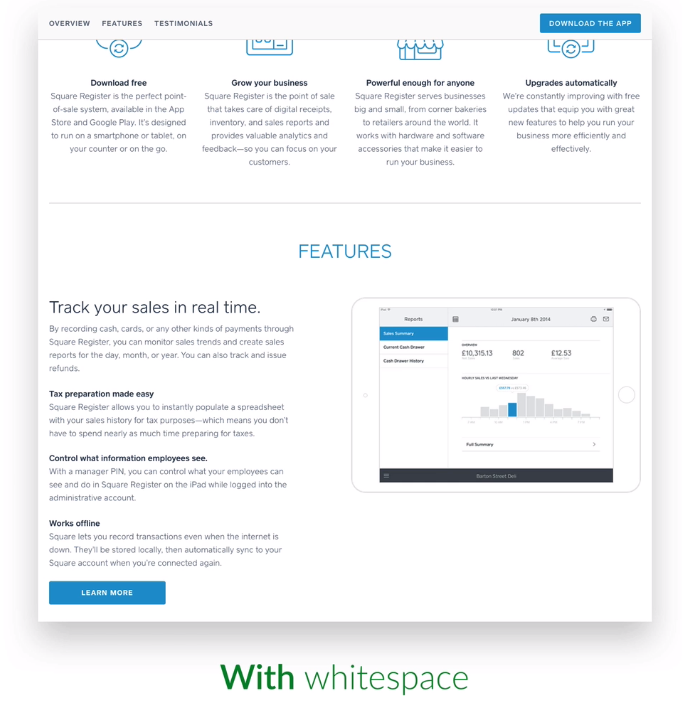 OVERVIEW FEATURES TESTIMONIALS DOWNLOAD THE APP
Download free
Square Register is the perfect point-
of-sale system, available in the App
Store and Google Play. It's designed
to run on a smartphone or tablet, on
your counter or on the go.
Grow your business
Square Register is the point of sale
that takes care of digital receipts,
inventory, and sales reports and
provides valuable analytics and
feedback—so you can focus on your
customers.
Powerful enough for anyone
Square Register serves businesses
big and small, from corner bakeries
to retailers around the world. It
works with hardware and software
accessories that make it easier to
run your business.
Upgrades automatically
We're constantly improving with free
updates that equip you with great
new features to help you run your
business more efficiently and
effectively.
FEATURES
Track your sales in real time.
By recording cash, cards, or any other kinds of payments through
Square Register, you can monitor sales trends and create sales
reports for the day, month, or year. You can also track and issue
refunds.
Tax preparation made easy
Square Register allows you to instantly populate a spreadsheet
with your sales history for tax purposes—which means you don't
have to spend nearly as much time preparing for taxes.
Control what information employees see.
With a manager PIN, you can control what your employees can
see and do in Square Register on the iPad while logged into the
administrative account.
Works offline
Square lets you record transactions even when the internet is
down. They'll be stored locally, then automatically sync to your
Square account when you're connected again.
LEARN MORE
Reports January 8th 2014
Sales Summary
Current Cash Drawer
Cash Drawer History
OVERVIEW
£10,315.13 802 £12.53
HOURLY SALES VS LAST WEDNESDAY
Full Summary
Barton Street Deli
With whitespace